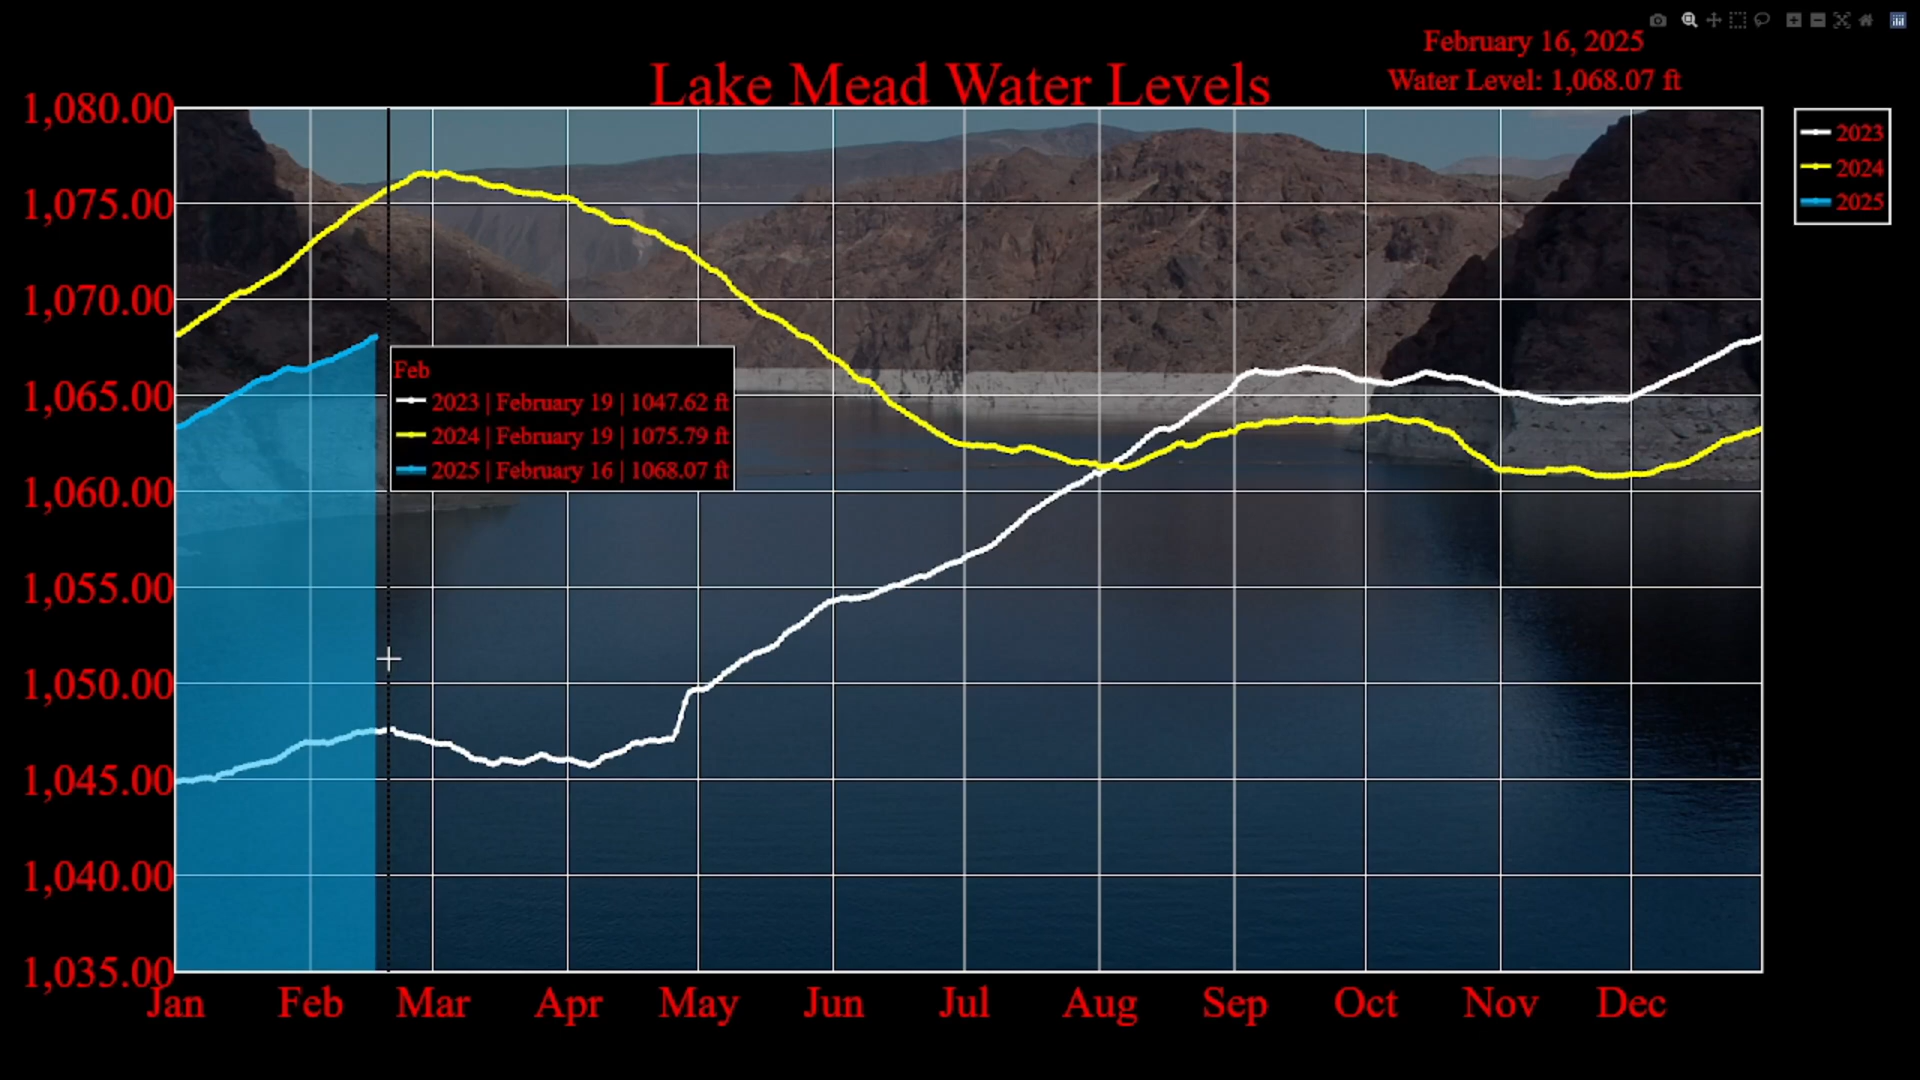 February 16, 2025
Lake Mead Water Levels
Water Level: 1,068.07 ft
1,080.00
1,075.00
1,070.00
1,065.00
1,060.00
1,055.00
1,050.00
1,045.00
1,040.00
1,035.00
2023
2024
2025
Feb
2023 | February 19 | 1047.62 ft
2024 | February 19 | 1075.79 ft
2025 | February 16 | 1068.07 ft
Jan Feb Mar Apr May Jun Jul Aug Sep Oct Nov Dec